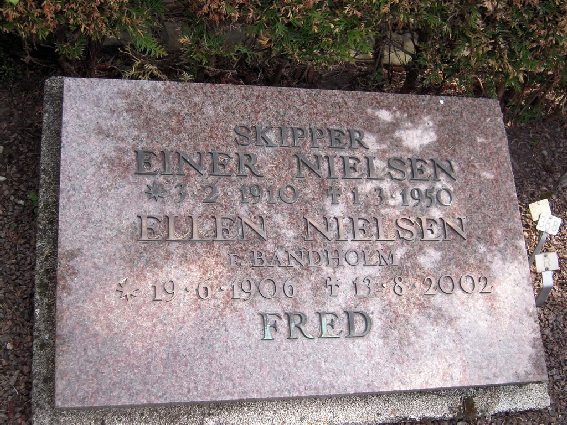 SKIPPER
EINER NIELSEN
* 3·2·1910 † 1·3·1950
ELLEN NIELSEN
F. BANDHOLM
* 19·6·1906 † 13·8·2002
FRED